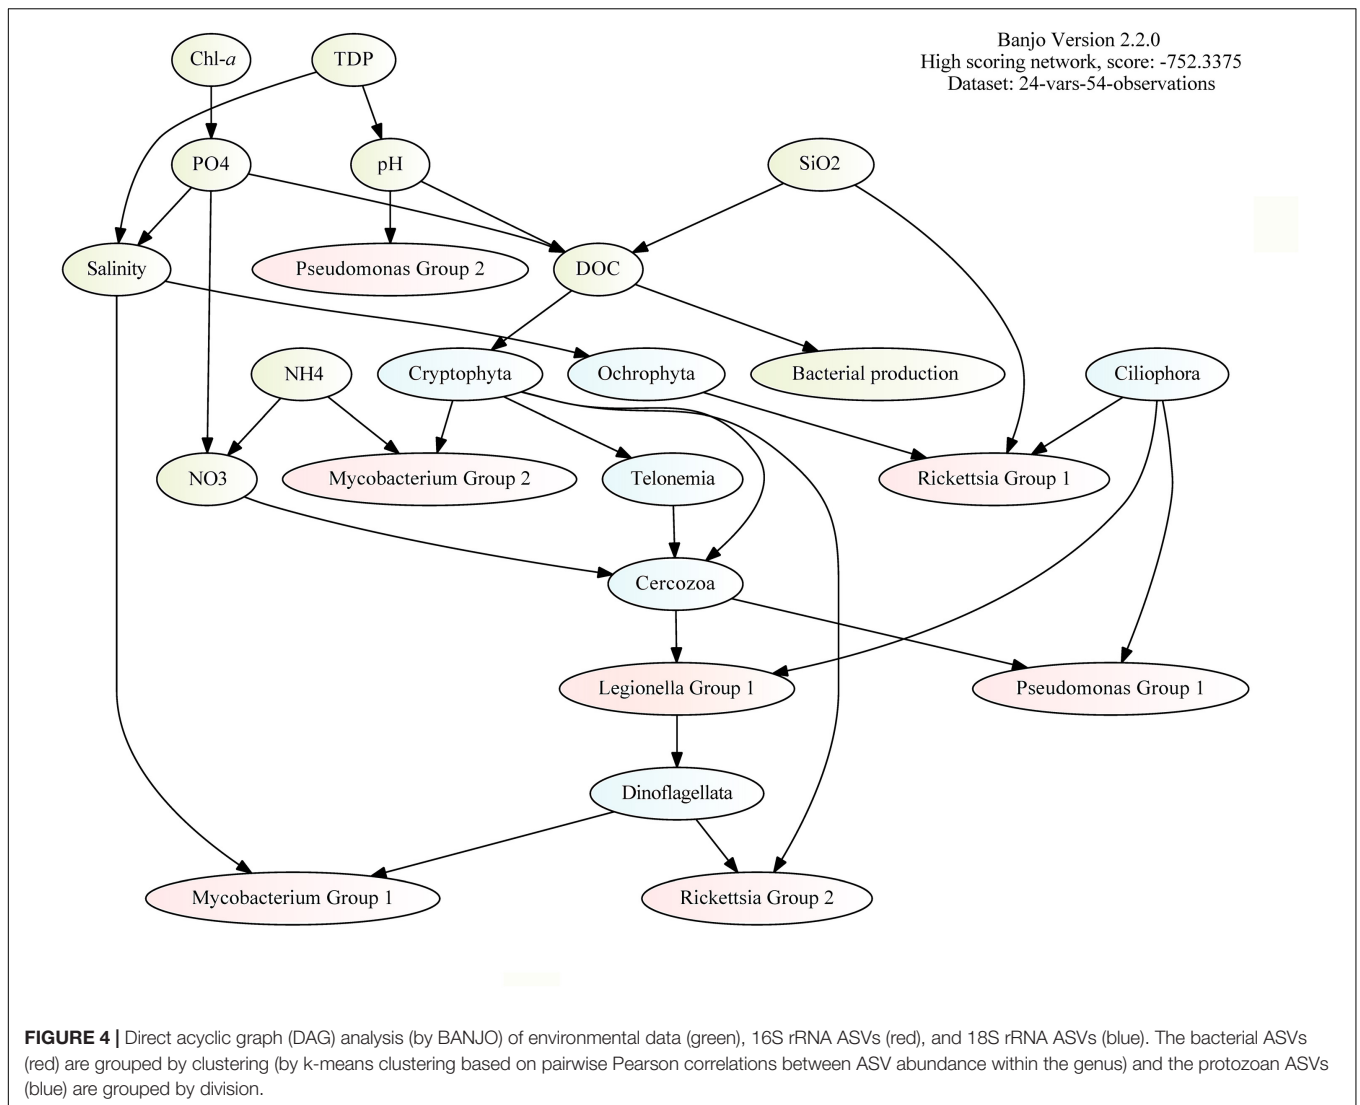 Chl-a
TDP
Banjo Version 2.2.0
High scoring network, score: -752.3375
Dataset: 24-vars-54-observations
PO4
pH
SiO2
Salinity
Pseudomonas Group 2
DOC
NH4
Cryptophyta
Ochrophyta
Bacterial production
Ciliophora
NO3
Mycobacterium Group 2
Telonemia
Rickettsia Group 1
Cercozoa
Legionella Group 1
Pseudomonas Group 1
Dinoflagellata
Mycobacterium Group 1
Rickettsia Group 2
FIGURE 4 | Direct acyclic graph (DAG) analysis (by BANJO) of environmental data (green), 16S rRNA ASVs (red), and 18S rRNA ASVs (blue). The bacterial ASVs
(red) are grouped by clustering (by k-means clustering based on pairwise Pearson correlations between ASV abundance within the genus) and the protozoan ASVs
(blue) are grouped by division.